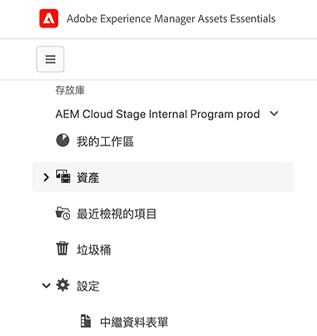 Adobe Experience Manager Assets Essentials
存放庫
AEM Cloud Stage Internal Program prod
我的工作區
資產
最近檢視的項目
垃圾桶
設定
中繼資料表單